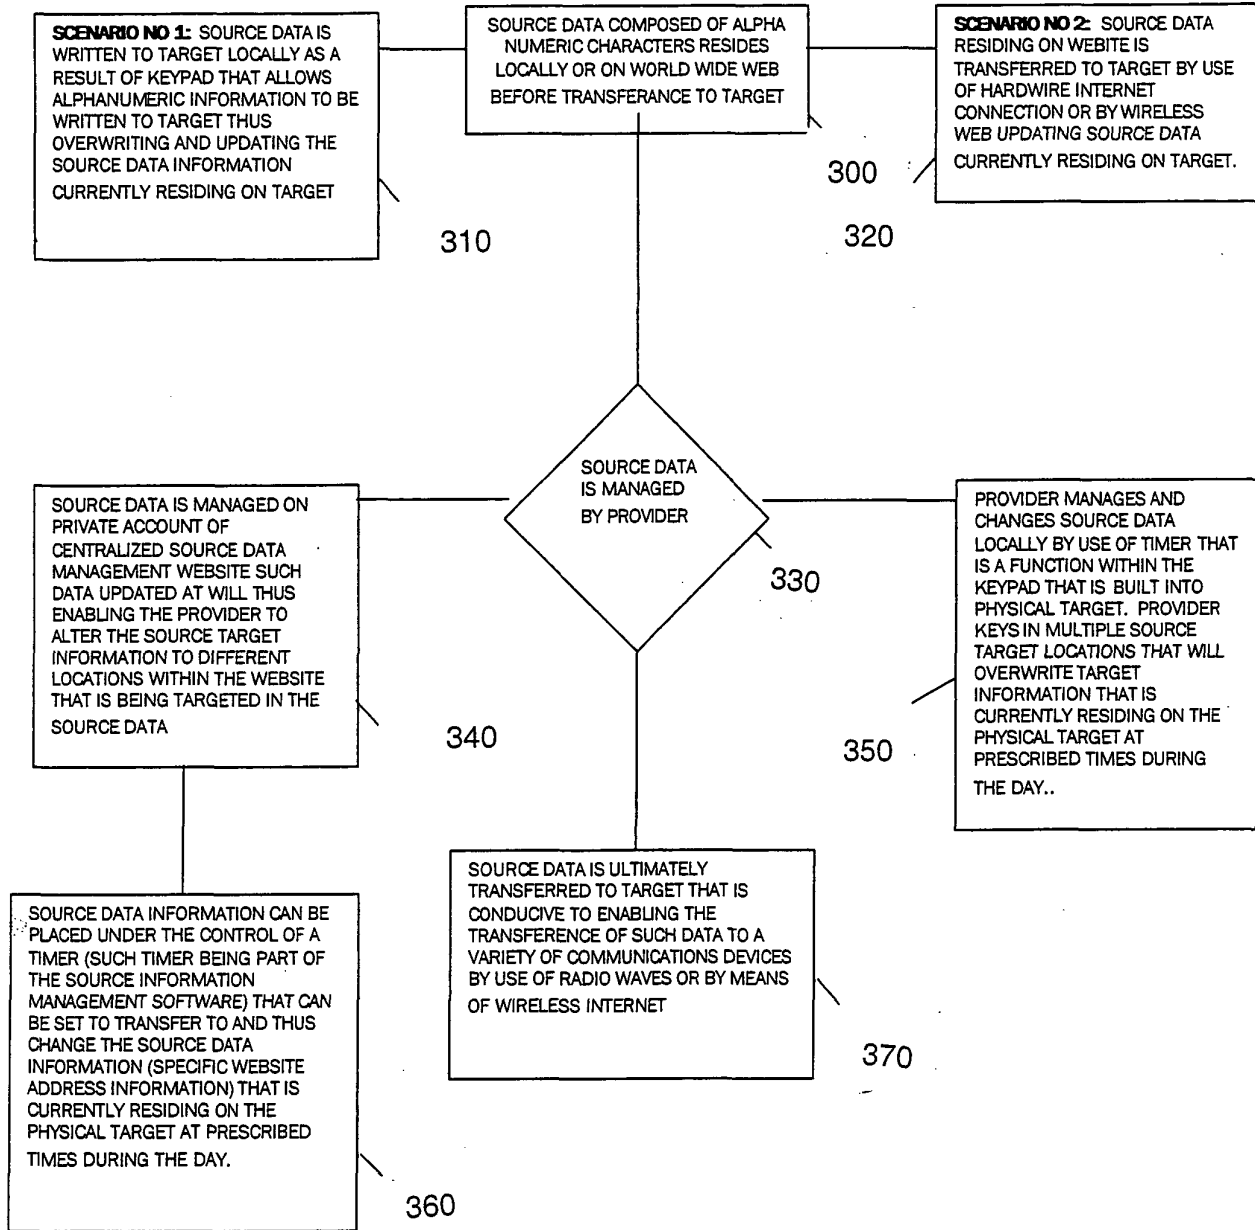 SCENARIO NO 1: SOURCE DATA IS
WRITTEN TO TARGET LOCALLY AS A
RESULT OF KEYPAD THAT ALLOWS
ALPHANUMERIC INFORMATION TO BE
WRITTEN TO TARGET THUS
OVERWRITING AND UPDATING THE
SOURCE DATA INFORMATION
CURRENTLY RESIDING ON TARGET
310
SOURCE DATA COMPOSED OF ALPHA
NUMERIC CHARACTERS RESIDES
LOCALLY OR ON WORLD WIDE WEB
BEFORE TRANSFERANCE TO TARGET
300
SCENARIO NO 2: SOURCE DATA
RESIDING ON WEBITE IS
TRANSFERRED TO TARGET BY USE
OF HARDWIRE INTERNET
CONNECTION OR BY WIRELESS
WEB UPDATING SOURCE DATA
CURRENTLY RESIDING ON TARGET.
320
SOURCE DATA
IS MANAGED
BY PROVIDER
330
SOURCE DATA IS MANAGED ON
PRIVATE ACCOUNT OF
CENTRALIZED SOURCE DATA
MANAGEMENT WEBSITE SUCH
DATA UPDATED AT WILL THUS
ENABLING THE PROVIDER TO
ALTER THE SOURCE TARGET
INFORMATION TO DIFFERENT
LOCATIONS WITHIN THE WEBSITE
THAT IS BEING TARGETED IN THE
SOURCE DATA
340
PROVIDER MANAGES AND
CHANGES SOURCE DATA
LOCALLY BY USE OF TIMER THAT
IS A FUNCTION WITHIN THE
KEYPAD THAT IS BUILT INTO
PHYSICAL TARGET. PROVIDER
KEYS IN MULTIPLE SOURCE
TARGET LOCATIONS THAT WILL
OVERWRITE TARGET
INFORMATION THAT IS
CURRENTLY RESIDING ON THE
PHYSICAL TARGET AT
PRESCRIBED TIMES DURING
THE DAY..
350
SOURCE DATA INFORMATION CAN BE
PLACED UNDER THE CONTROL OF A
TIMER (SUCH TIMER BEING PART OF
THE SOURCE INFORMATION
MANAGEMENT SOFTWARE) THAT CAN
BE SET TO TRANSFER TO AND THUS
CHANGE THE SOURCE DATA
INFORMATION (SPECIFIC WEBSITE
ADDRESS INFORMATION) THAT IS
CURRENTLY RESIDING ON THE
PHYSICAL TARGET AT PRESCRIBED
TIMES DURING THE DAY.
360
SOURCE DATA IS ULTIMATELY
TRANSFERRED TO TARGET THAT IS
CONDUCIVE TO ENABLING THE
TRANSFERENCE OF SUCH DATA TO A
VARIETY OF COMMUNICATIONS DEVICES
BY USE OF RADIO WAVES OR BY MEANS
OF WIRELESS INTERNET
370